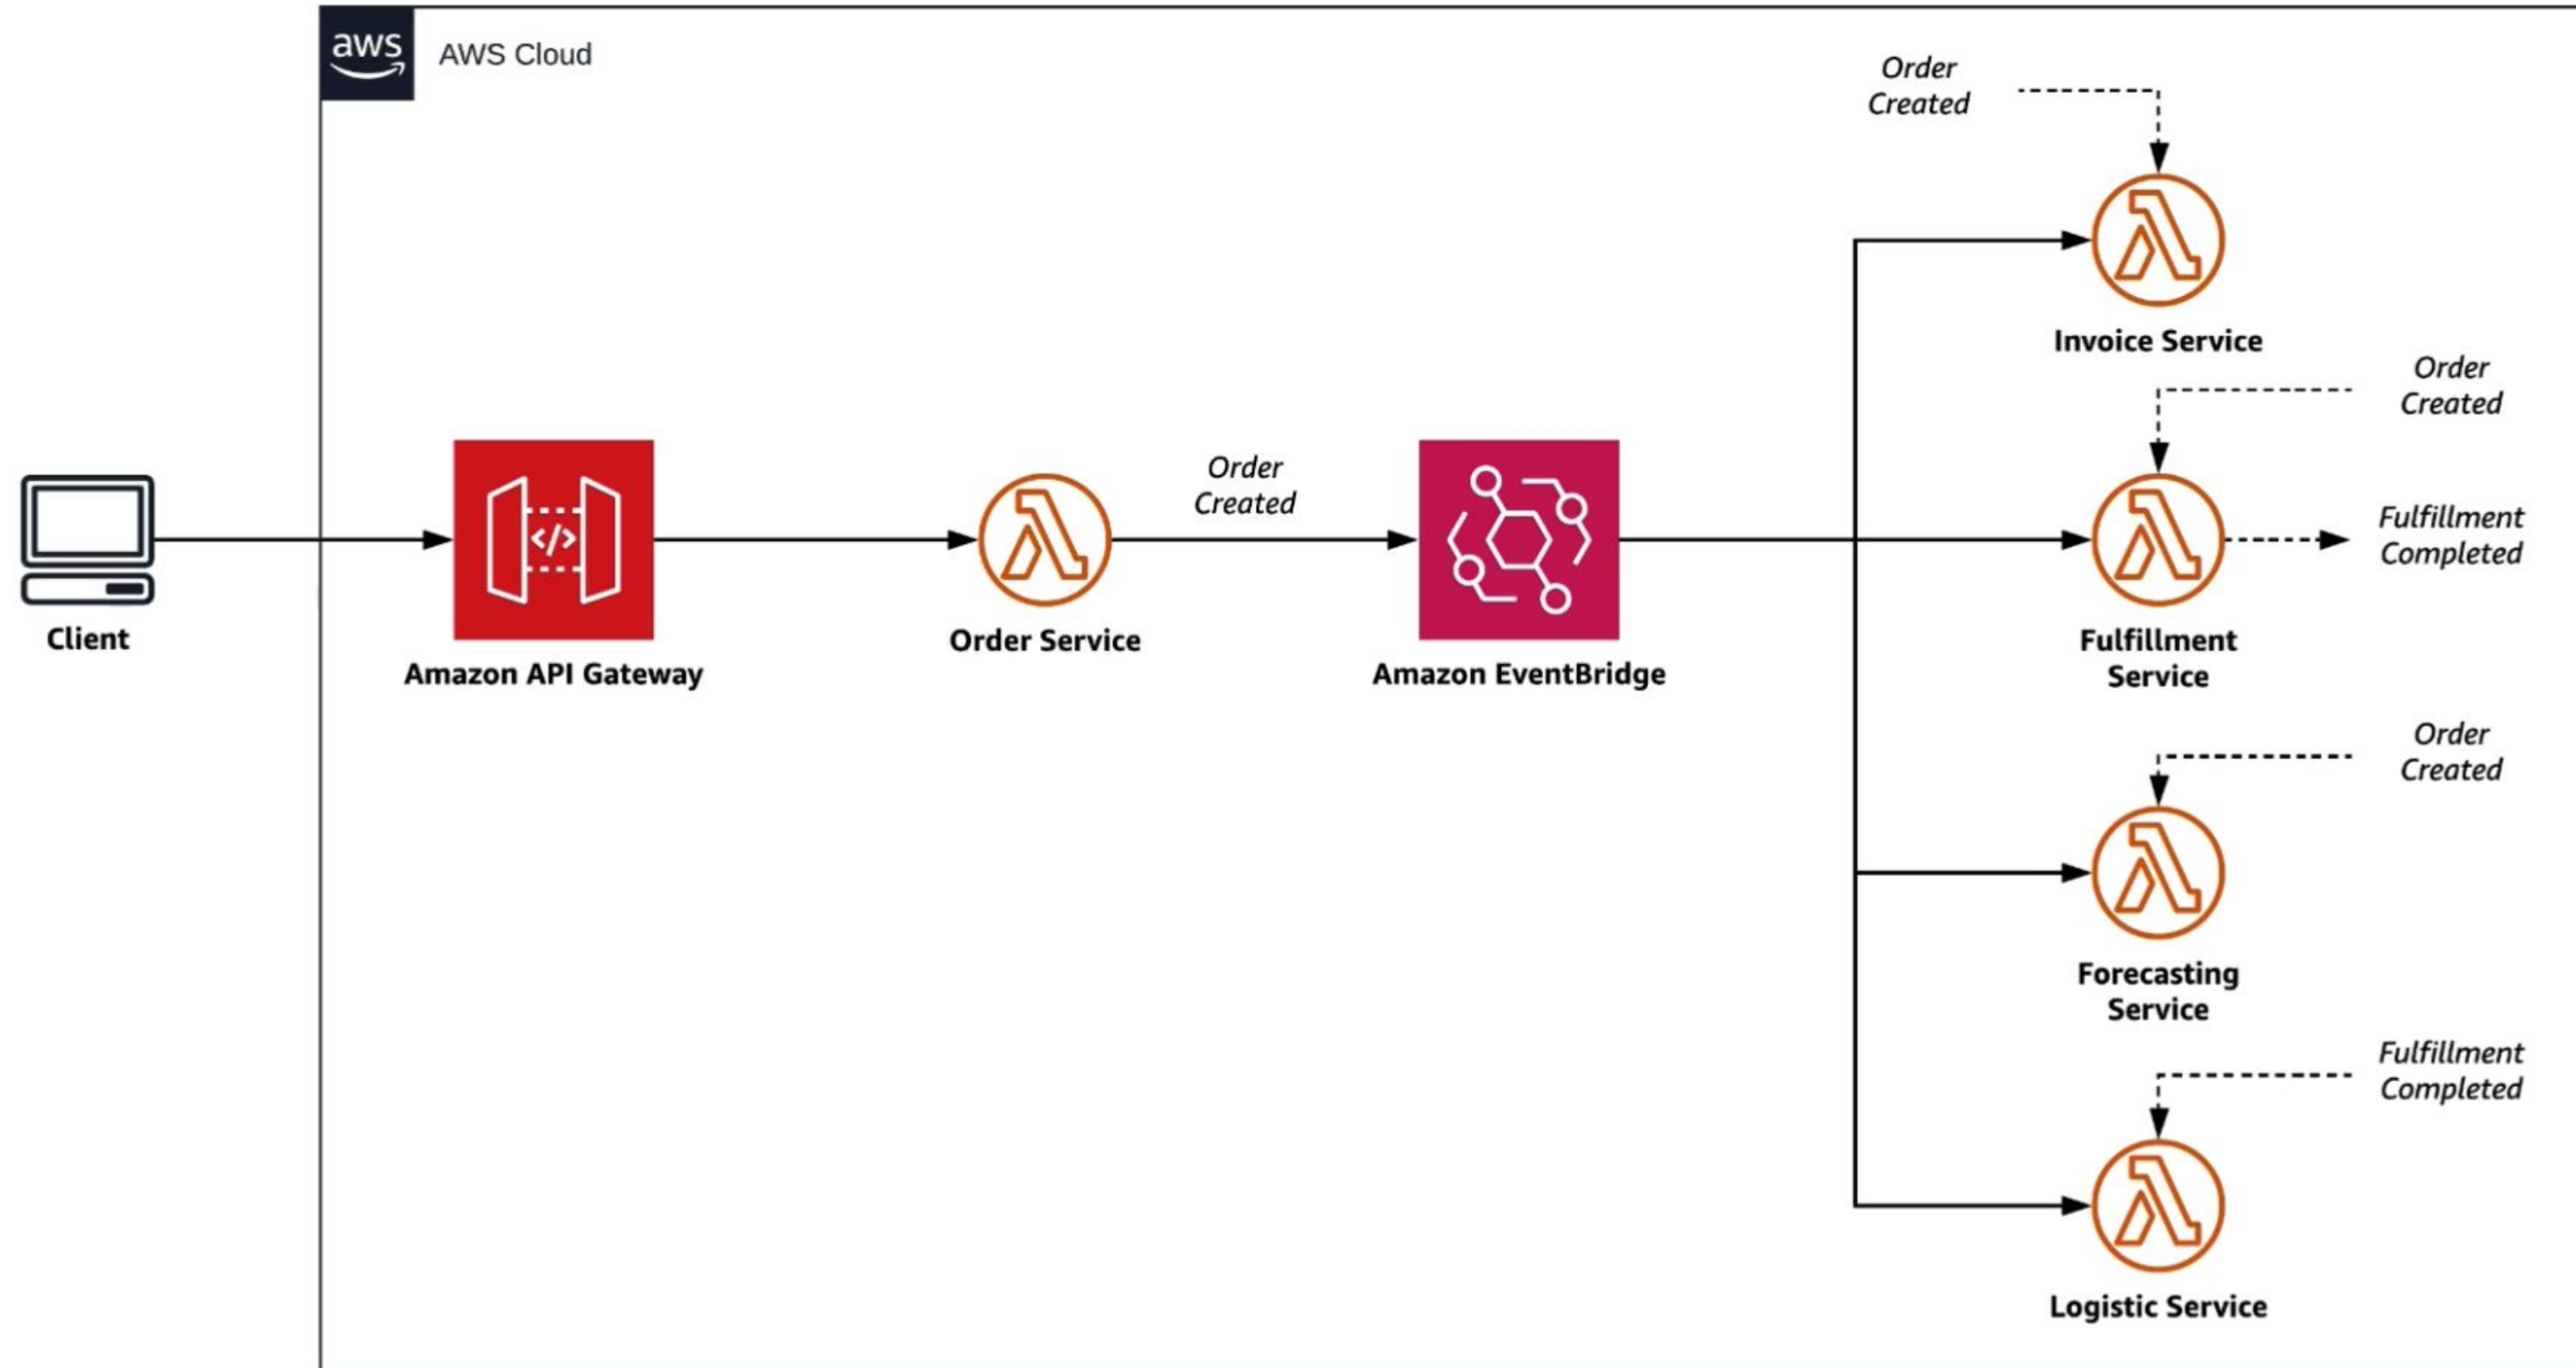 aws
AWS Cloud
Order
Created
Invoice Service
Order
Created
Client
Amazon API Gateway
</>
Order Service
Order
Created
Amazon EventBridge
Fulfillment
Completed
Fulfillment
Service
Order
Created
Forecasting
Service
Fulfillment
Completed
Logistic Service